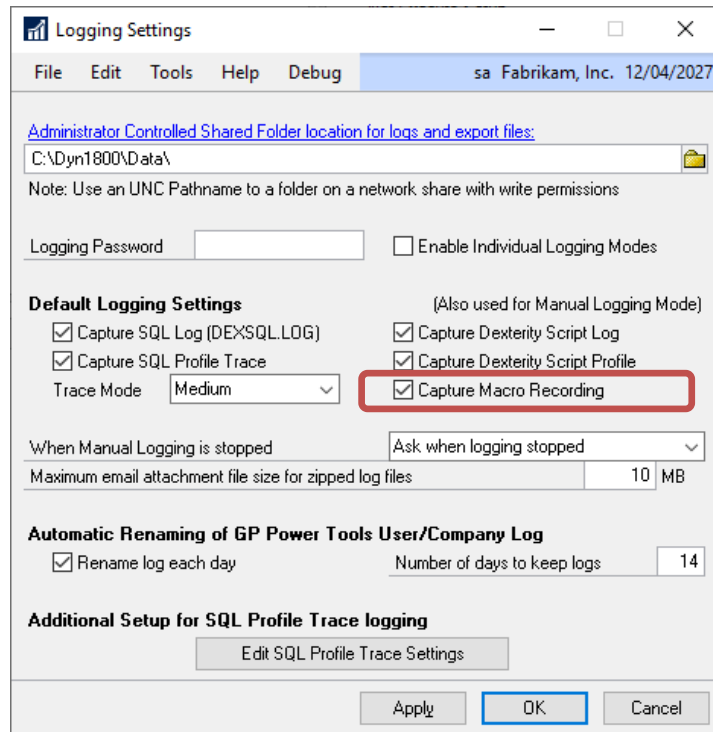 Logging Settings
File Edit Tools Help Debug sa Fabrikam, Inc. 12/04/2027
Administrator Controlled Shared Folder location for logs and export files:
C:\Dyn1800\Data\
Note: Use an UNC Pathname to a folder on a network share with write permissions
Logging Password Enable Individual Logging Modes
Default Logging Settings (Also used for Manual Logging Mode)
Capture SQL Log (DEXSQL.LOG) Capture Dexterity Script Log
Capture SQL Profile Trace Capture Dexterity Script Profile
Trace Mode Medium Capture Macro Recording
When Manual Logging is stopped Ask when logging stopped
Maximum email attachment file size for zipped log files 10 MB
Automatic Renaming of GP Power Tools User/Company Log
Rename log each day Number of days to keep logs 14
Additional Setup for SQL Profile Trace logging
Edit SQL Profile Trace Settings
Apply OK Cancel